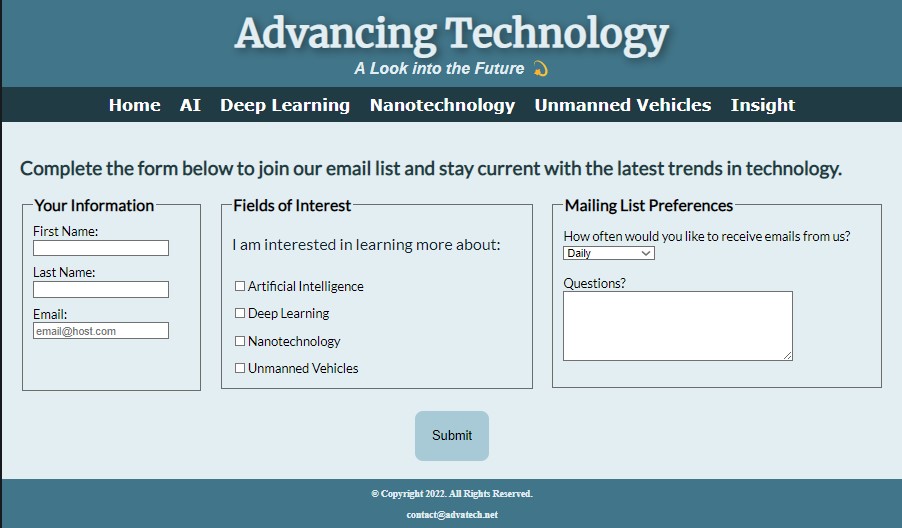 Advancing Technology
A Look into the Future
Home AI Deep Learning Nanotechnology Unmanned Vehicles Insight
Complete the form below to join our email list and stay current with the latest trends in technology.
Your Information
First Name:
Last Name:
Email:
email@host.com
Fields of Interest
I am interested in learning more about:
Artificial Intelligence
Deep Learning
Nanotechnology
Unmanned Vehicles
Mailing List Preferences
How often would you like to receive emails from us?
Daily
Questions?
Submit
® Copyright 2022. All Rights Reserved.
contact@advatech.net